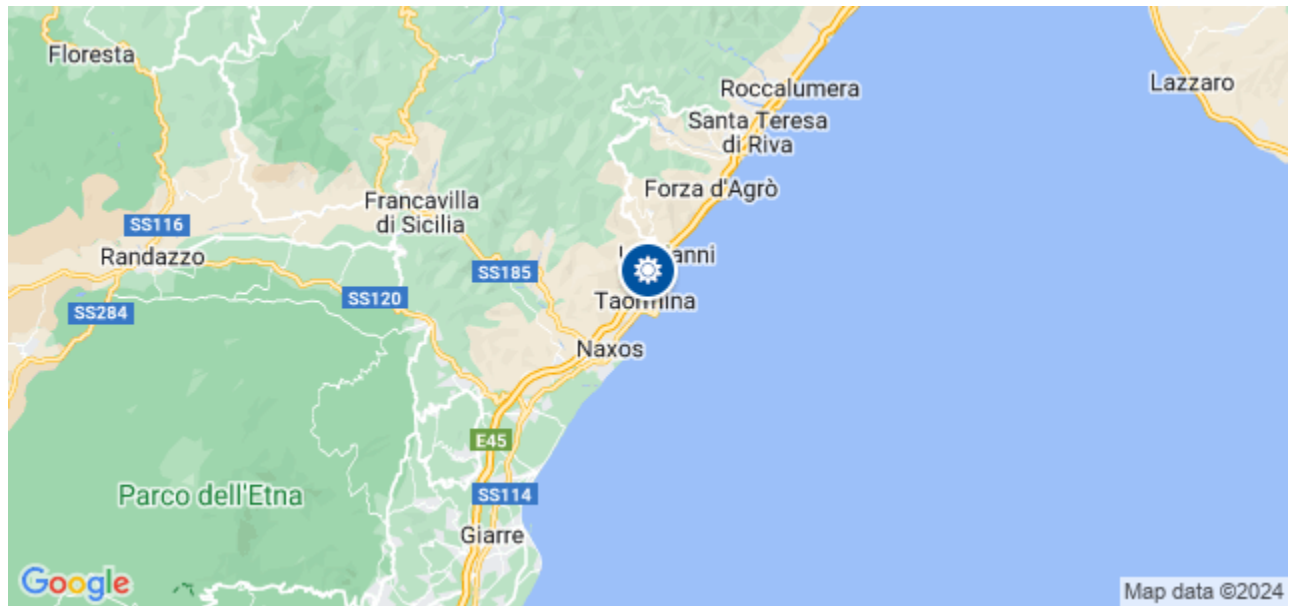 Floresta
Roccalumera
Lazzaro
Santa Teresa
di Riva
Forza d'Agrò
Francavilla
di Sicilia
SS116
Randazzo
SS185
SS120
SS284
Taormina
Naxos
E45
Parco dell'Etna
SS114
Giarre
Google
Map data ©2024